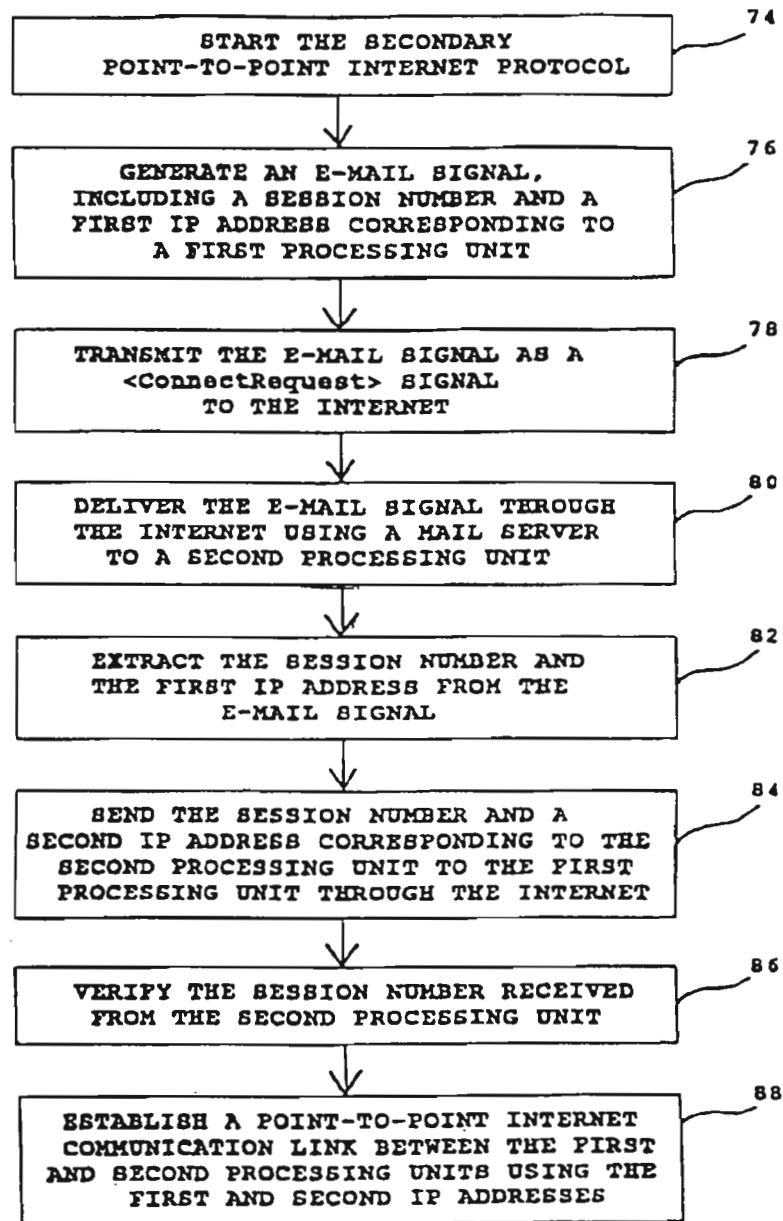 74
START THE SECONDARY
POINT-TO-POINT INTERNET PROTOCOL
76
GENERATE AN E-MAIL SIGNAL,
INCLUDING A SESSION NUMBER AND A
FIRST IP ADDRESS CORRESPONDING TO
A FIRST PROCESSING UNIT
78
TRANSMIT THE E-MAIL SIGNAL AS A
<ConnectRequest> SIGNAL
TO THE INTERNET
80
DELIVER THE E-MAIL SIGNAL THROUGH
THE INTERNET USING A MAIL SERVER
TO A SECOND PROCESSING UNIT
82
EXTRACT THE SESSION NUMBER AND
THE FIRST IP ADDRESS FROM THE
E-MAIL SIGNAL
84
SEND THE SESSION NUMBER AND A
SECOND IP ADDRESS CORRESPONDING TO THE
SECOND PROCESSING UNIT TO THE FIRST
PROCESSING UNIT THROUGH THE INTERNET
86
VERIFY THE SESSION NUMBER RECEIVED
FROM THE SECOND PROCESSING UNIT
88
ESTABLISH A POINT-TO-POINT INTERNET
COMMUNICATION LINK BETWEEN THE FIRST
AND SECOND PROCESSING UNITS USING THE
FIRST AND SECOND IP ADDRESSES